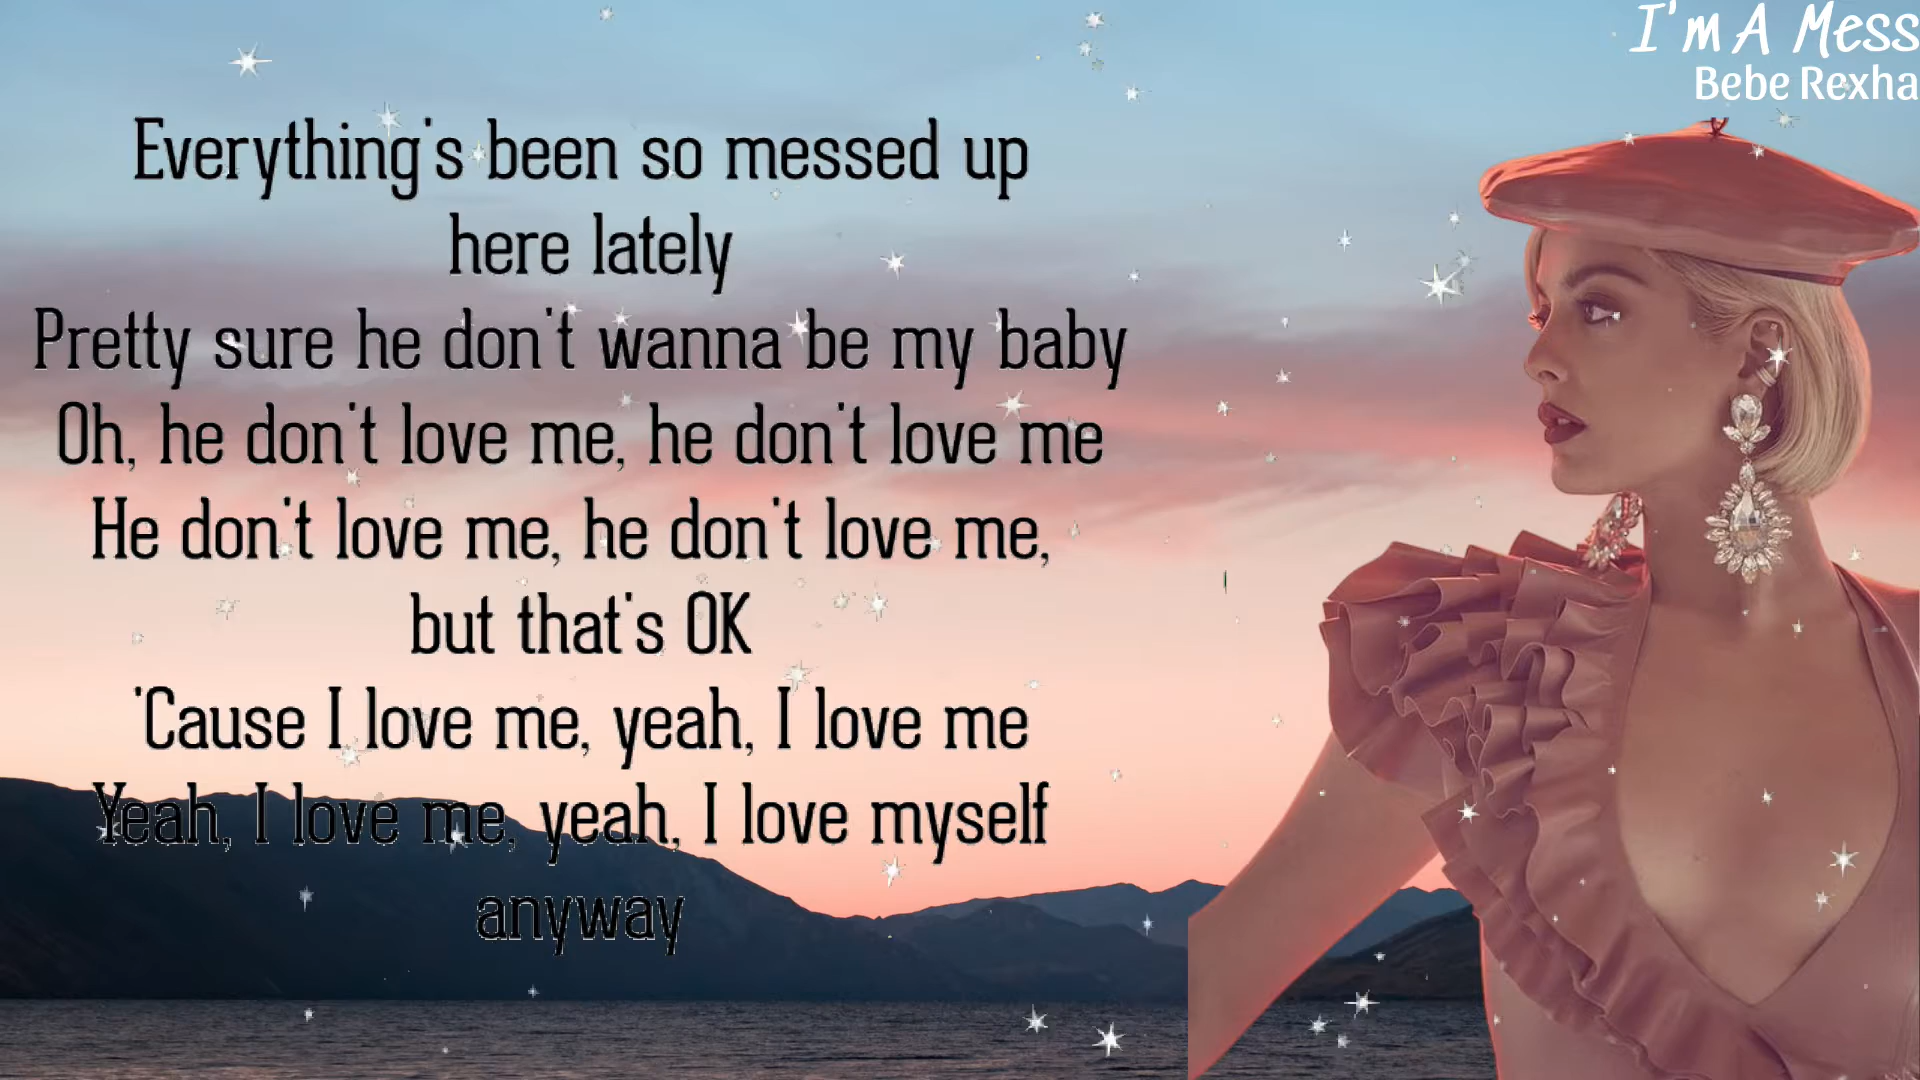 I'm A Mess
Bebe Rexha
Everything's been so messed up
here lately
Pretty sure he don't wanna be my baby
Oh, he don't love me, he don't love me
He don't love me, he don't love me,
but that's OK
'Cause I love me, yeah, I love me
Yeah, I love me, yeah, I love myself
anyway